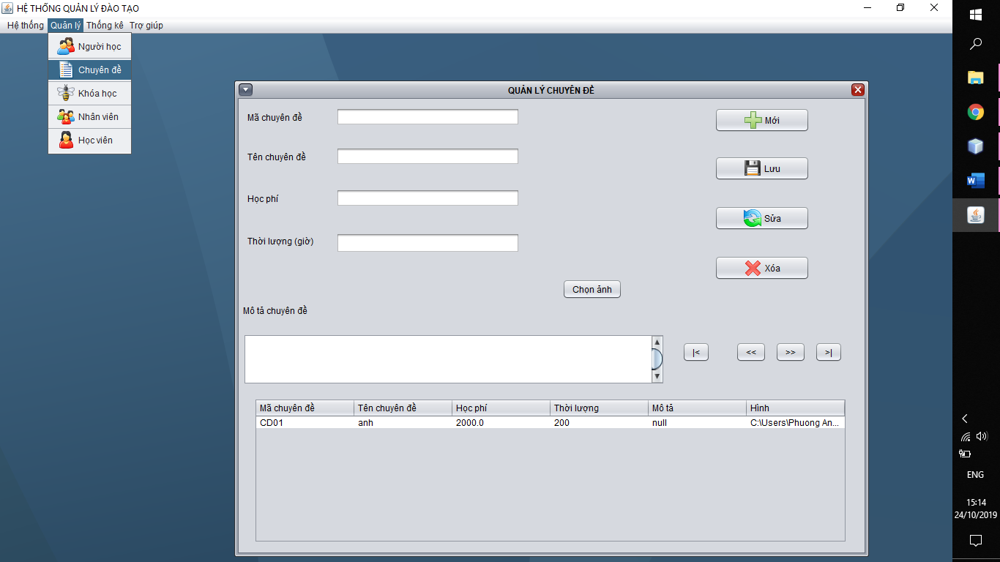 HỆ THỐNG QUẢN LÝ ĐÀO TẠO
Hệ thống Quản lý Thống kê Trợ giúp
Người học
Chuyên đề
Khóa học
Nhân viên
Học viên
QUẢN LÝ CHUYÊN ĐỀ
Mã chuyên đề
Mới
Tên chuyên đề
Lưu
Học phí
Sửa
Thời lượng (giờ)
Xóa
Chọn ảnh
Mô tả chuyên đề
|< << >> >|
Mã chuyên đề Tên chuyên đề Học phí Thời lượng Mô tả Hình
CD01 anh 2000.0 200 null C:\Users\Phuong An...
W
ENG
15:14
24/10/2019